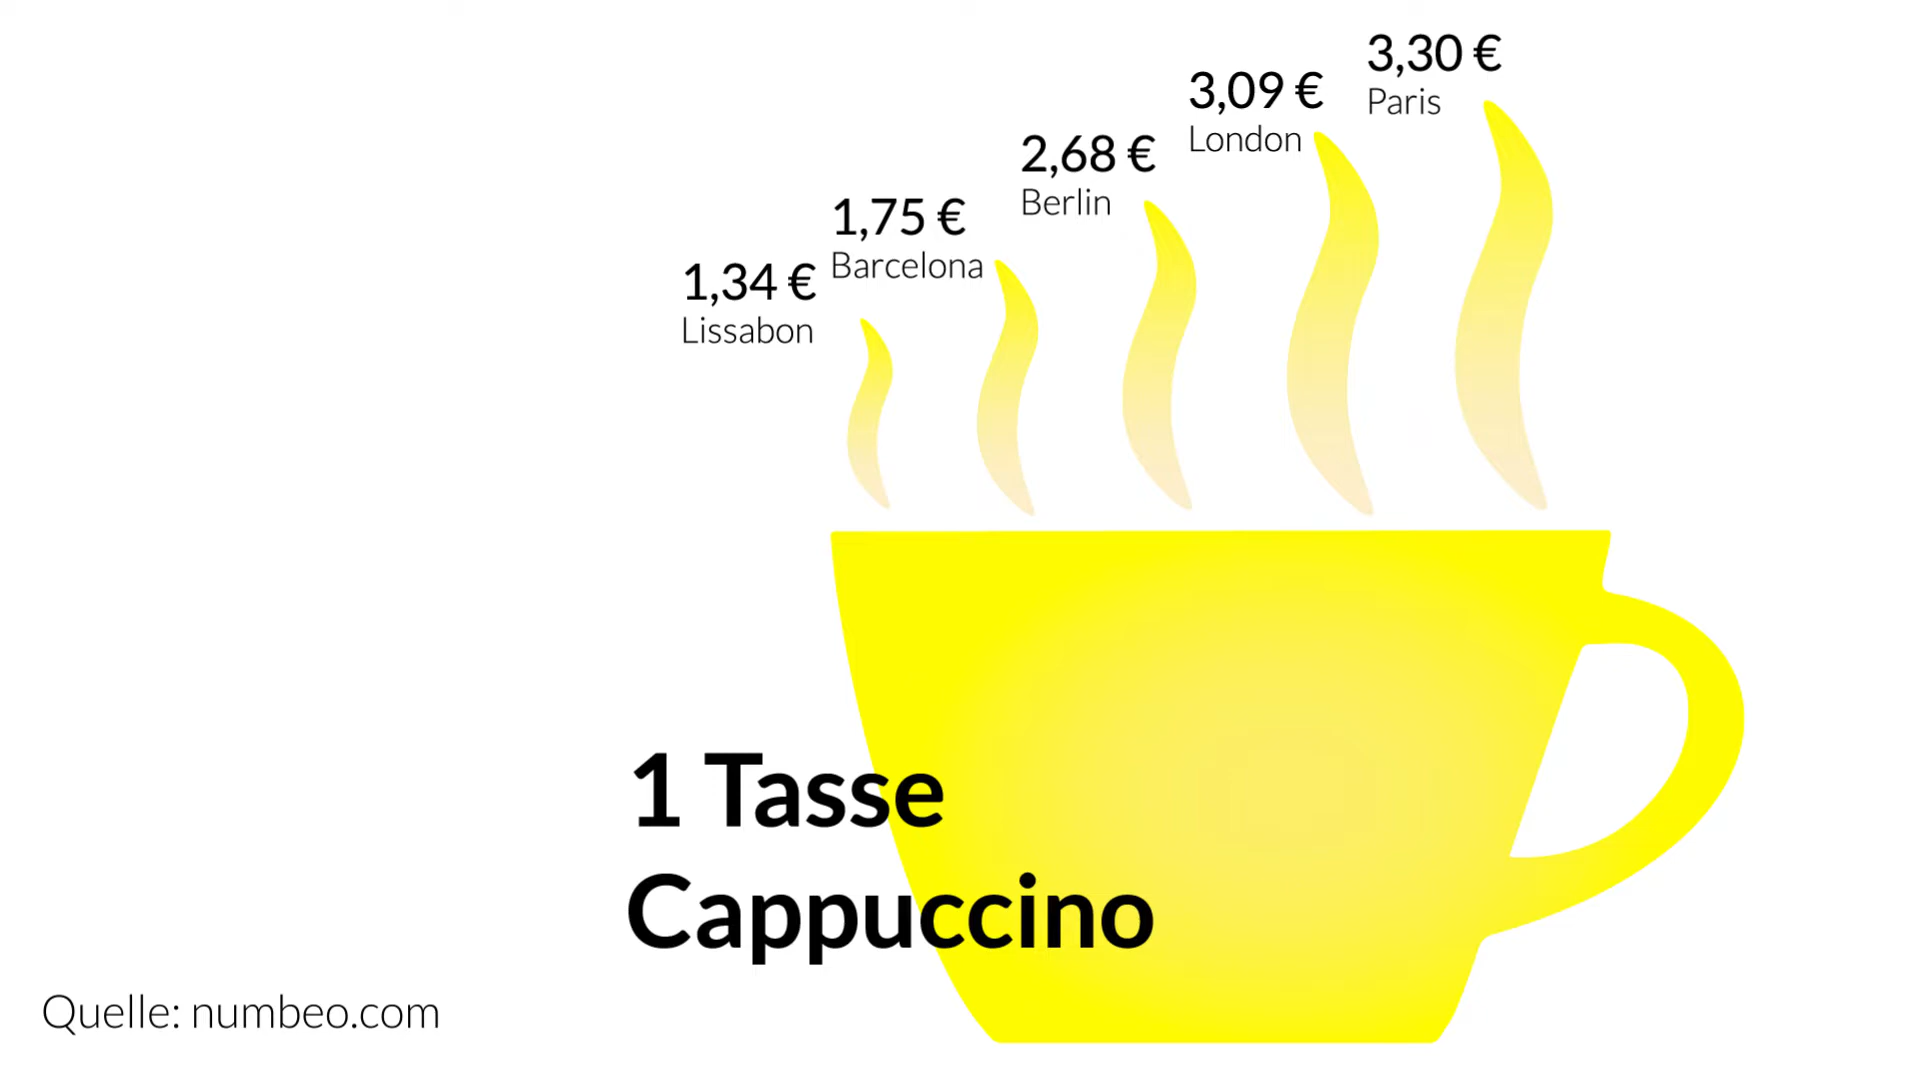 3,30 €
Paris
3,09 €
London
2,68 €
Berlin
1,75 €
Barcelona
1,34 €
Lissabon
1 Tasse
Cappuccino
Quelle: numbeo.com